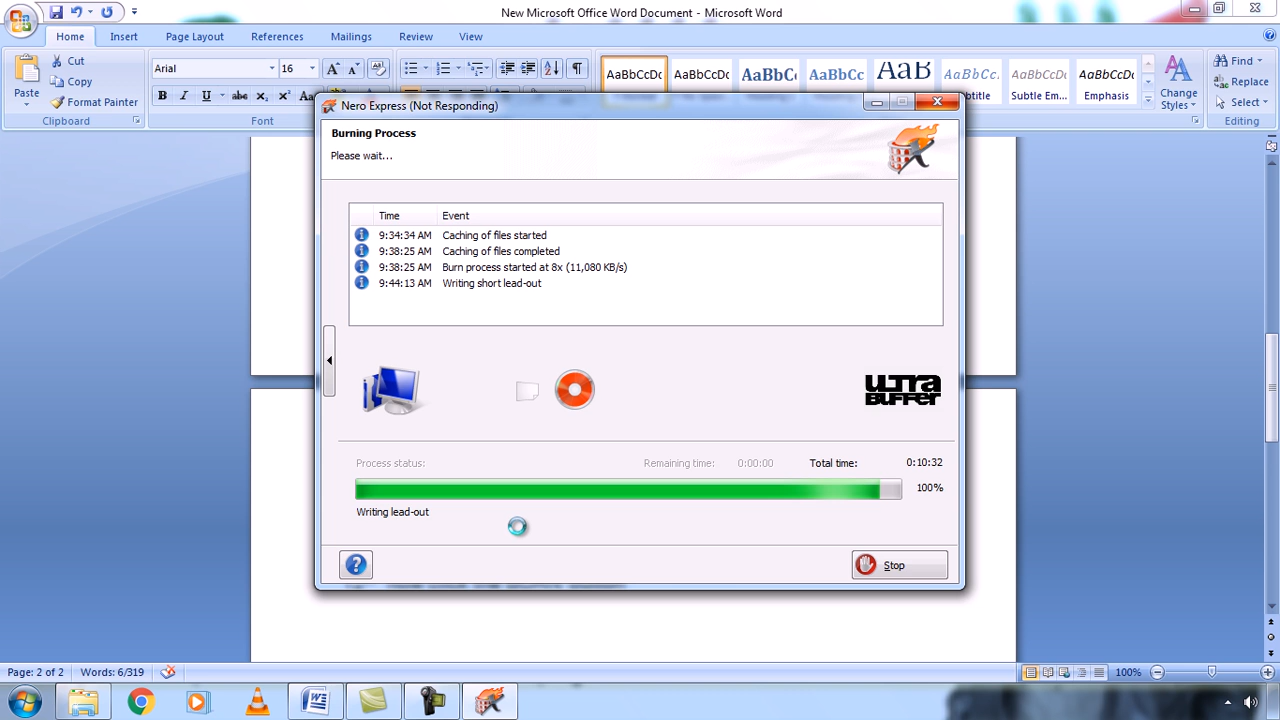 New Microsoft Office Word Document - Microsoft Word
Home Insert Page Layout References Mailings Review View
Cut
Copy
Format Painter
Paste
Clipboard
Arial 16
B I U abc x₂ x² Aa
Font
AaBbCcDc AaBbCcDc AaBbC AaBbCc AaB AaBbCc. AaBbCcDc AaBbCcDc
btitle Subtle Em... Emphasis
Change
Styles
Find
Replace
Select
Editing
Nero Express (Not Responding)
Burning Process
Please wait...
Time Event
9:34:34 AM Caching of files started
9:38:25 AM Caching of files completed
9:38:25 AM Burn process started at 8x (11,080 KB/s)
9:44:13 AM Writing short lead-out
ULTRA
BUFFER
Process status: Remaining time: 0:00:00 Total time: 0:10:32
100%
Writing lead-out
Stop
Page: 2 of 2 Words: 6/319 100%